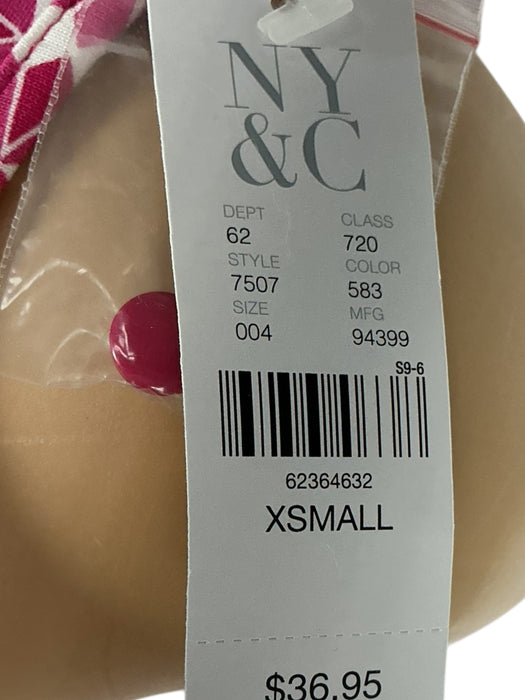 NY
&C
DEPT CLASS
62 720
STYLE COLOR
7507 583
SIZE MFG
004 94399
S9-6
62364632
XSMALL
$36.95